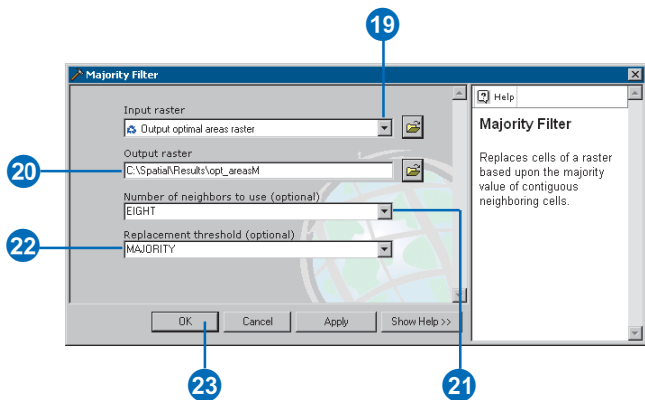 19
Majority Filter
Input raster
Output optimal areas raster
Output raster
C:\Spatial\Results\opt_areasM
20
Number of neighbors to use (optional)
EIGHT
Replacement threshold (optional)
22
MAJORITY
OK
Cancel
Apply
Show Help >>
Help
Majority Filter
Replaces cells of a raster
based upon the majority
value of contiguous
neighboring cells.
23
21